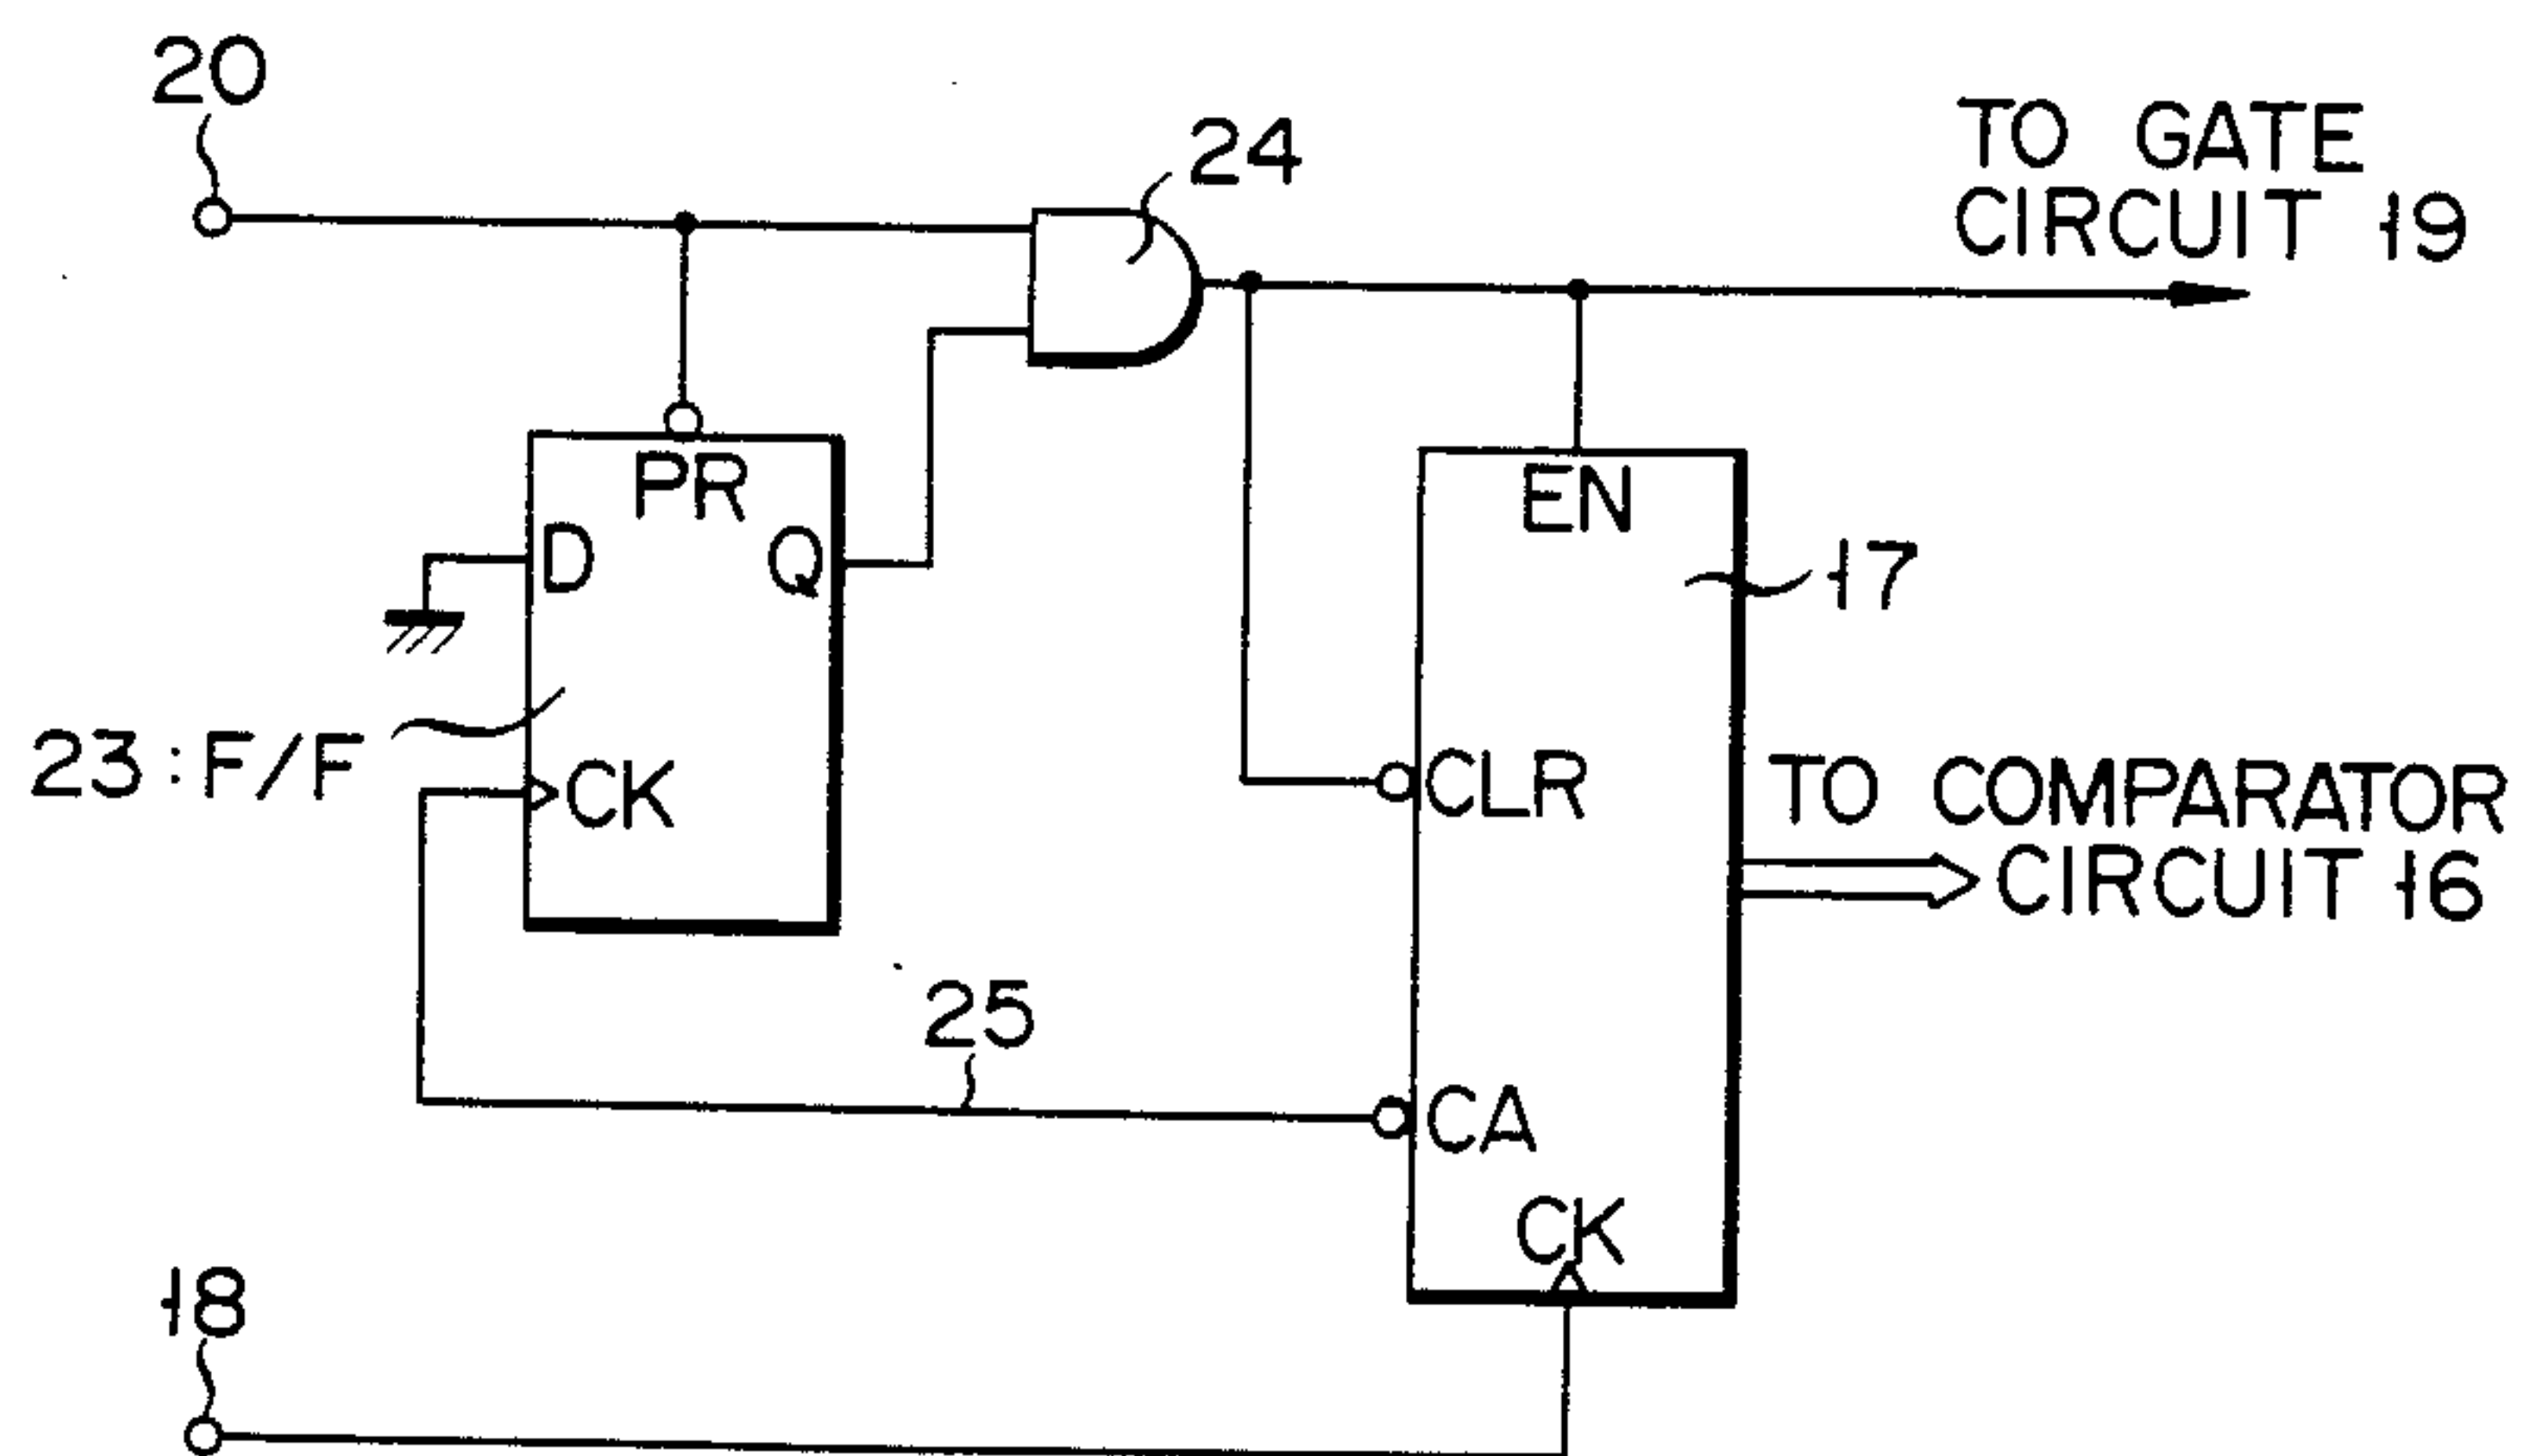 20
24
TO GATE
CIRCUIT 19
PR
D
Q
EN
17
23 : F/F
CK
CLR
TO COMPARATOR
CIRCUIT 16
25
CA
CK
18